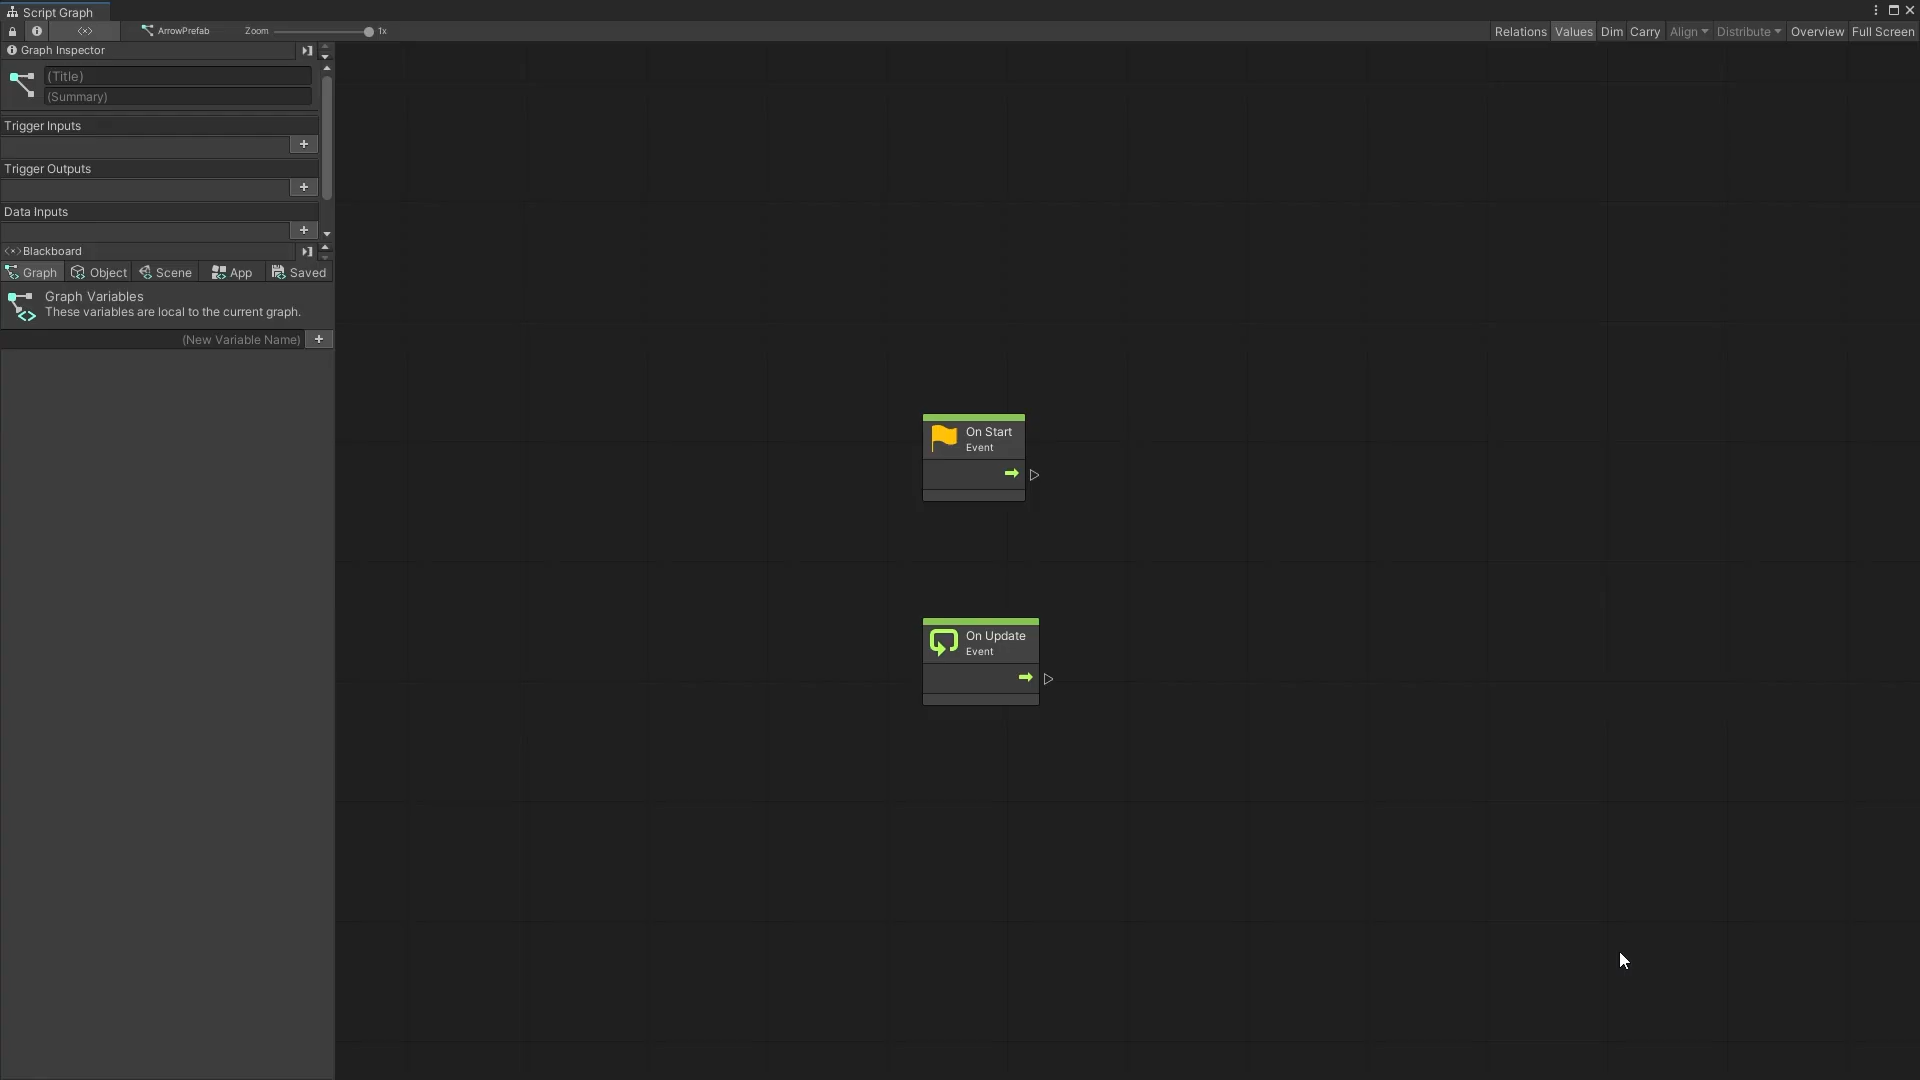 Script Graph
ArrowPrefab
Zoom
1x
Relations
Values
Dim
Carry
Align
Distribute
Overview
Full Screen
Graph Inspector
(Title)
(Summary)
Trigger Inputs
Trigger Outputs
Data Inputs
Blackboard
Graph
Object
Scene
App
Saved
Graph Variables
These variables are local to the current graph.
(New Variable Name)
On Start
Event
On Update
Event